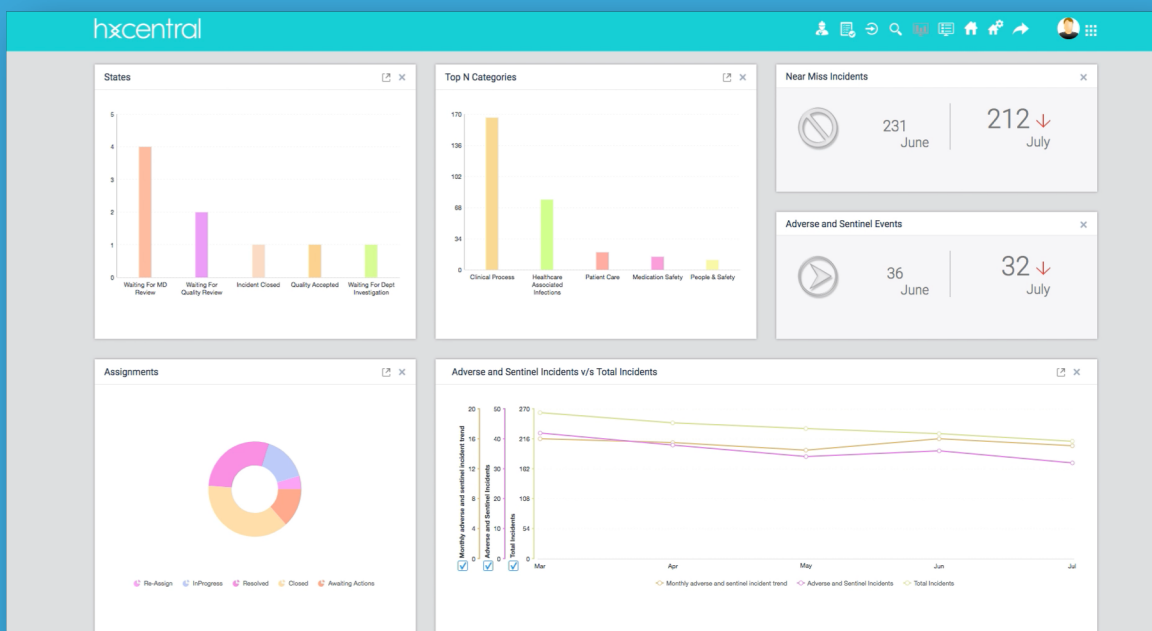 hxcentral
States
5
4
3
2
1
0
Waiting For MD
Review
Waiting For
Quality Review
Incident Closed
Quality Accepted
Waiting For Dept
Investigation
Top N Categories
170
136
102
68
34
0
Clinical Process
Healthcare
Associated
Infections
Patient Care
Medication Safety
People & Safety
Near Miss Incidents
231
June
212
July
Adverse and Sentinel Events
36
June
32
July
Assignments
Re-Assign
InProgress
Resolved
Closed
Awaiting Actions
Adverse and Sentinel Incidents v/s Total Incidents
Monthly adverse and sentinel incident trend
20
16
12
8
4
0
Adverse and Sentinel Incidents
50
40
30
20
10
0
Total Incidents
270
216
182
108
54
0
Mar
Apr
May
Jun
Jul
Monthly adverse and sentinel incident trend
Adverse and Sentinel Incidents
Total Incidents